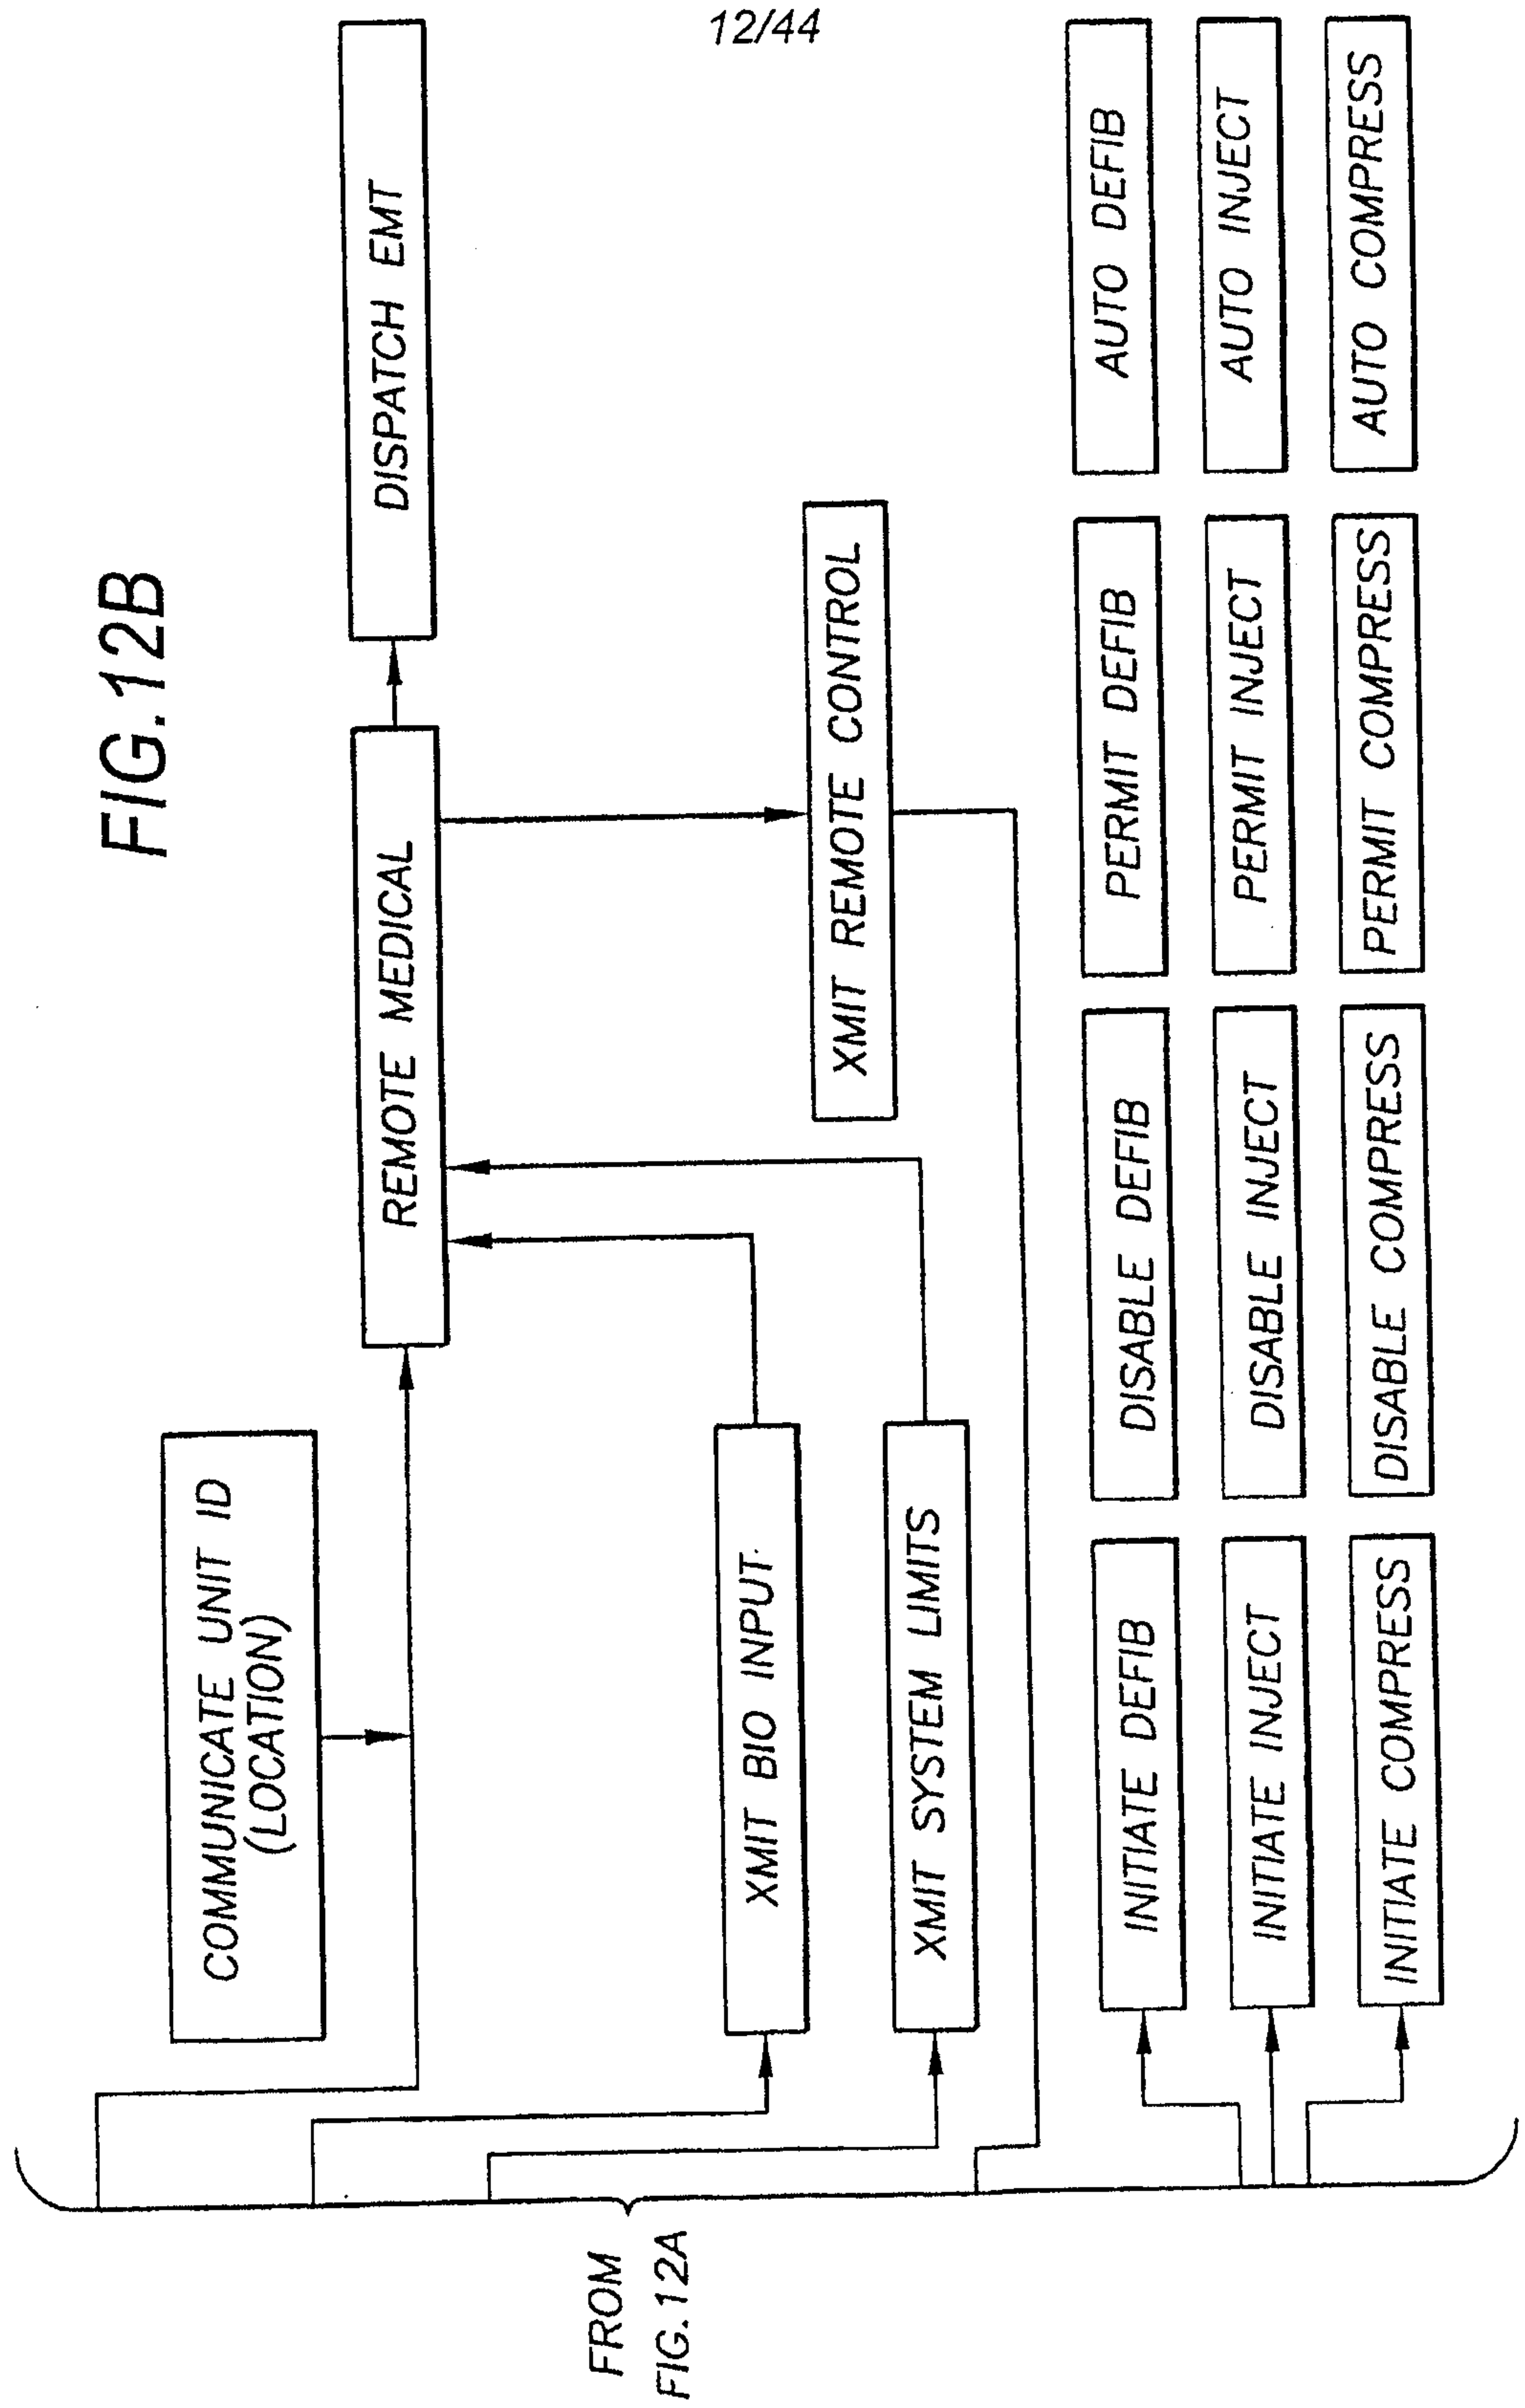 12/44
FIG.12B
COMMUNICATE UNIT ID
(LOCATION)
REMOTE MEDICAL
DISPATCH EMT
XMIT BIO INPUT
XMIT SYSTEM LIMITS
XMIT REMOTE CONTROL
FROM
FIG.12A
INITIATE DEFIB
DISABLE DEFIB
PERMIT DEFIB
AUTO DEFIB
INITIATE INJECT
DISABLE INJECT
PERMIT INJECT
AUTO INJECT
INITIATE COMPRESS
DISABLE COMPRESS
PERMIT COMPRESS
AUTO COMPRESS